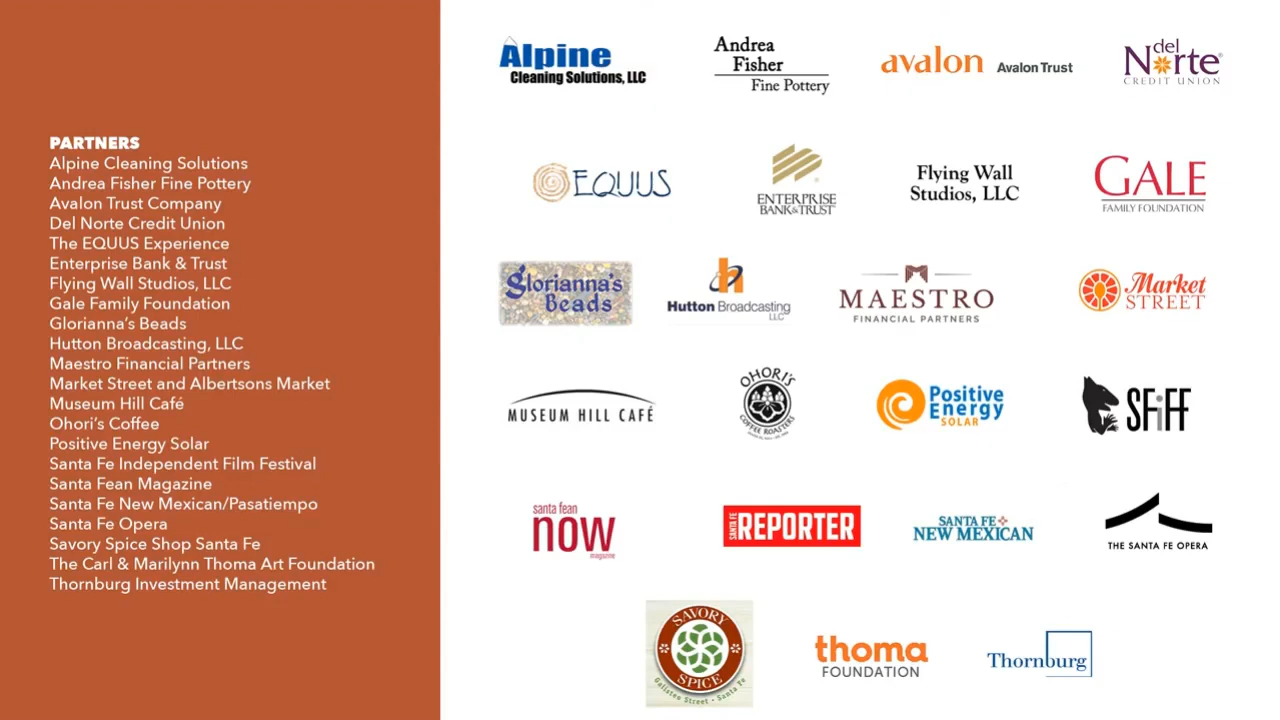 PARTNERS
Alpine Cleaning Solutions
Andrea Fisher Fine Pottery
Avalon Trust Company
Del Norte Credit Union
The EQUUS Experience
Enterprise Bank & Trust
Flying Wall Studios, LLC
Gale Family Foundation
Glorianna's Beads
Hutton Broadcasting, LLC
Maestro Financial Partners
Market Street and Albertsons Market
Museum Hill Café
Ohori's Coffee
Positive Energy Solar
Santa Fe Independent Film Festival
Santa Fean Magazine
Santa Fe New Mexican/Pasatiempo
Santa Fe Opera
Savory Spice Shop Santa Fe
The Carl & Marilynn Thoma Art Foundation
Thornburg Investment Management
Alpine
Cleaning Solutions, LLC
Andrea
Fisher
Fine Pottery
avalon Avalon Trust
del
Norte®
CREDIT UNION
EQUUS
ENTERPRISE
BANK & TRUST
Flying Wall
Studios, LLC
GALE
FAMILY FOUNDATION
glorianna's
Beads
h
Hutton Broadcasting
LLC
MAESTRO
FINANCIAL PARTNERS
Market
STREET
MUSEUM HILL CAFÉ
OHORI'S
COFFEE ROASTERS
Positive
Energy
SOLAR
SFiFF
santa fean
now
magazine
SANTA FE
REPORTER
SANTA FE
NEW MEXICAN
THE SANTA FE OPERA
SAVORY
SPICE
Galisteo Street • Santa Fe
thoma
FOUNDATION
Thornburg